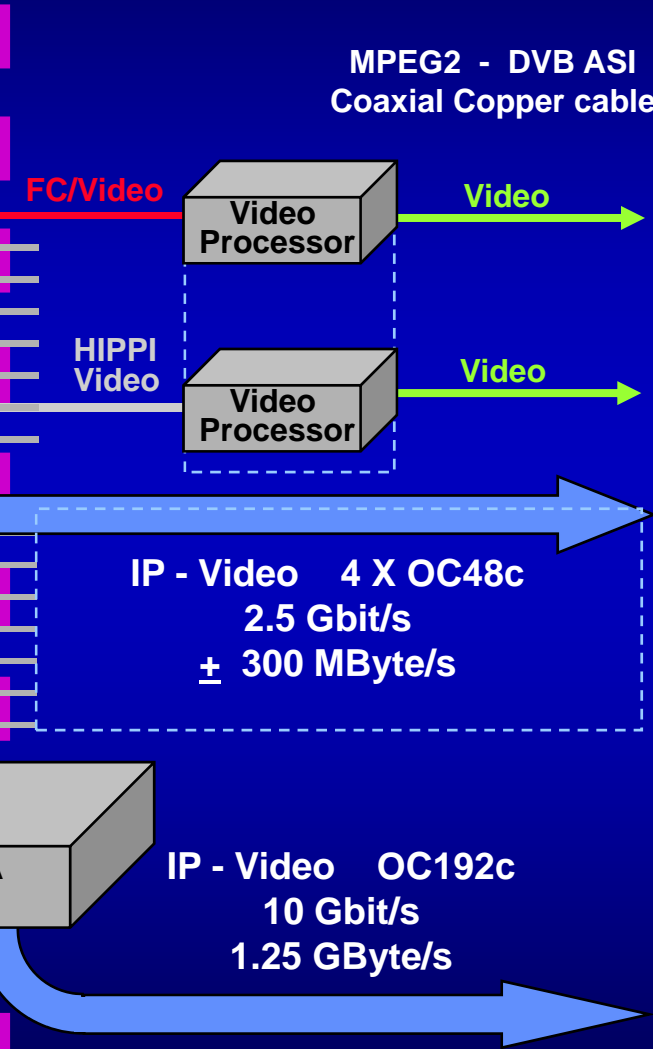 MPEG2 - DVB ASI
Coaxial Copper cable
FC/Video
Video
Processor
Video
HIPPI
Video
Video
Processor
Video
IP - Video 4 X OC48c
2.5 Gbit/s
± 300 MByte/s
IP - Video OC192c
10 Gbit/s
1.25 GByte/s